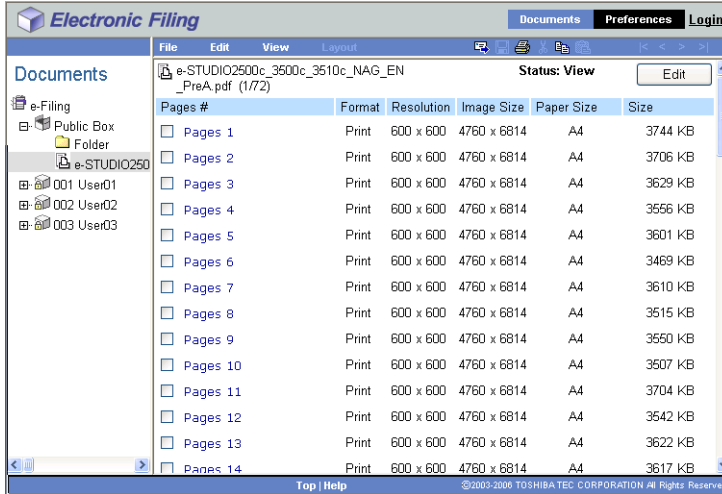 Electronic Filing
Documents Preferences Login
File Edit View Layout |< < > >|
Documents
e-STUDIO2500c_3500c_3510c_NAG_EN
_PreA.pdf (1/72)
Status: View
Edit
e-Filing
Public Box
Folder
e-STUDIO250
001 User01
002 User02
003 User03
Pages # Format Resolution Image Size Paper Size Size
Pages 1 Print 600 x 600 4760 x 6814 A4 3744 KB
Pages 2 Print 600 x 600 4760 x 6814 A4 3706 KB
Pages 3 Print 600 x 600 4760 x 6814 A4 3629 KB
Pages 4 Print 600 x 600 4760 x 6814 A4 3556 KB
Pages 5 Print 600 x 600 4760 x 6814 A4 3601 KB
Pages 6 Print 600 x 600 4760 x 6814 A4 3469 KB
Pages 7 Print 600 x 600 4760 x 6814 A4 3610 KB
Pages 8 Print 600 x 600 4760 x 6814 A4 3515 KB
Pages 9 Print 600 x 600 4760 x 6814 A4 3550 KB
Pages 10 Print 600 x 600 4760 x 6814 A4 3507 KB
Pages 11 Print 600 x 600 4760 x 6814 A4 3704 KB
Pages 12 Print 600 x 600 4760 x 6814 A4 3542 KB
Pages 13 Print 600 x 600 4760 x 6814 A4 3622 KB
Pages 14 Print 600 x 600 4760 x 6814 A4 3617 KB
Top | Help
©2003-2006 TOSHIBA TEC CORPORATION All Rights Reserve